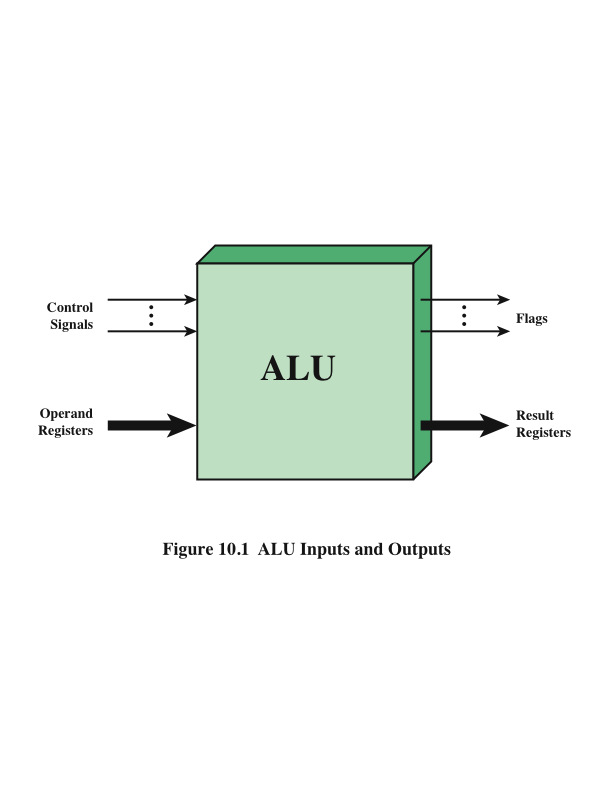 Control
Signals
Flags
ALU
Operand
Registers
Result
Registers
Figure 10.1 ALU Inputs and Outputs